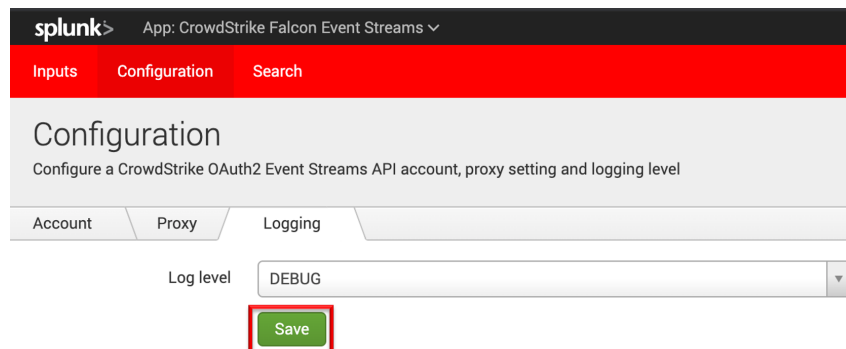 splunk> App: CrowdStrike Falcon Event Streams
Inputs Configuration Search
Configuration
Configure a CrowdStrike OAuth2 Event Streams API account, proxy setting and logging level
Account Proxy Logging
Log level DEBUG
Save